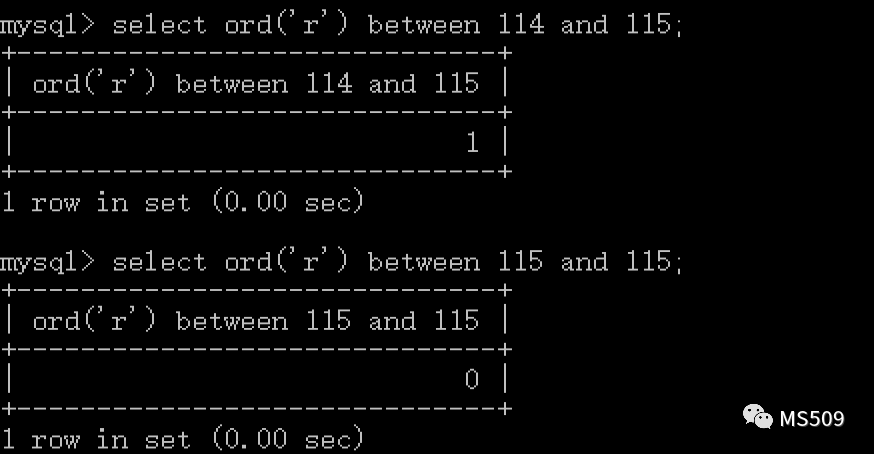 mysql> select ord('r') between 114 and 115;
+------------------------------+
| ord('r') between 114 and 115 |
+------------------------------+
|                            1 |
+------------------------------+
1 row in set (0.00 sec)
mysql> select ord('r') between 115 and 115;
+------------------------------+
| ord('r') between 115 and 115 |
+------------------------------+
|                            0 |
+------------------------------+
1 row in set (0.00 sec)
MS509